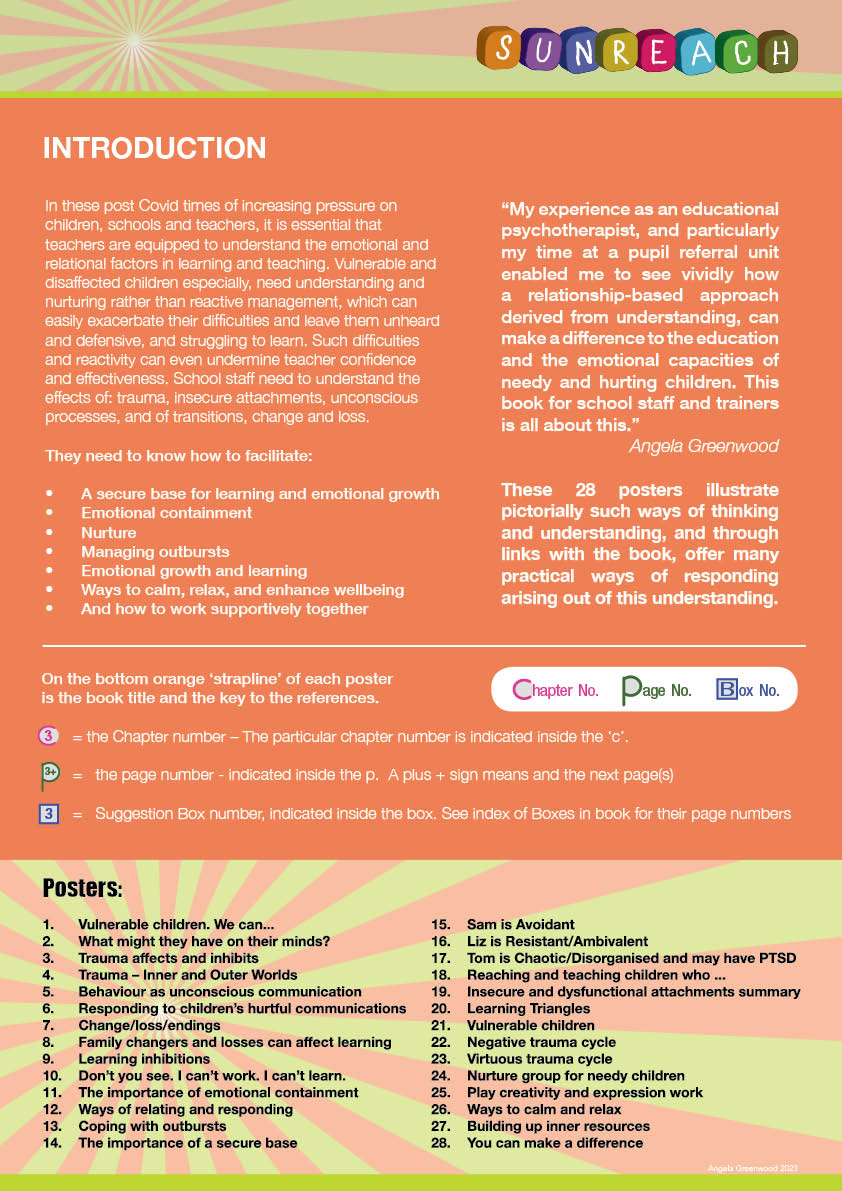 SUNREACH
INTRODUCTION
In these post Covid times of increasing pressure on
children, schools and teachers, it is essential that
teachers are equipped to understand the emotional and
relational factors in learning and teaching. Vulnerable and
disaffected children especially, need understanding and
nurturing rather than reactive management, which can
easily exacerbate their difficulties and leave them unheard
and defensive, and struggling to learn. Such difficulties
and reactivity can even undermine teacher confidence
and effectiveness. School staff need to understand the
effects of: trauma, insecure attachments, unconscious
processes, and of transitions, change and loss.
They need to know how to facilitate:
• A secure base for learning and emotional growth
• Emotional containment
• Nurture
• Managing outbursts
• Emotional growth and learning
• Ways to calm, relax, and enhance wellbeing
• And how to work supportively together
“My experience as an educational
psychotherapist, and particularly
my time at a pupil referral unit
enabled me to see vividly how
a relationship-based approach
derived from understanding, can
make a difference to the education
and the emotional capacities of
needy and hurting children. This
book for school staff and trainers
is all about this.”
Angela Greenwood
These 28 posters illustrate
pictorially such ways of thinking
and understanding, and through
links with the book, offer many
practical ways of responding
arising out of this understanding.
On the bottom orange ‘strapline’ of each poster
is the book title and the key to the references.
Chapter No. Page No. Box No.
3 = the Chapter number – The particular chapter number is indicated inside the ‘c’.
3+ = the page number - indicated inside the p. A plus + sign means and the next page(s)
3 = Suggestion Box number, indicated inside the box. See index of Boxes in book for their page numbers
Posters:
1. Vulnerable children. We can...
2. What might they have on their minds?
3. Trauma affects and inhibits
4. Trauma – Inner and Outer Worlds
5. Behaviour as unconscious communication
6. Responding to children’s hurtful communications
7. Change/loss/endings
8. Family changers and losses can affect learning
9. Learning inhibitions
10. Don’t you see. I can’t work. I can’t learn.
11. The importance of emotional containment
12. Ways of relating and responding
13. Coping with outbursts
14. The importance of a secure base
15. Sam is Avoidant
16. Liz is Resistant/Ambivalent
17. Tom is Chaotic/Disorganised and may have PTSD
18. Reaching and teaching children who ...
19. Insecure and dysfunctional attachments summary
20. Learning Triangles
21. Vulnerable children
22. Negative trauma cycle
23. Virtuous trauma cycle
24. Nurture group for needy children
25. Play creativity and expression work
26. Ways to calm and relax
27. Building up inner resources
28. You can make a difference
Angela Greenwood 2023